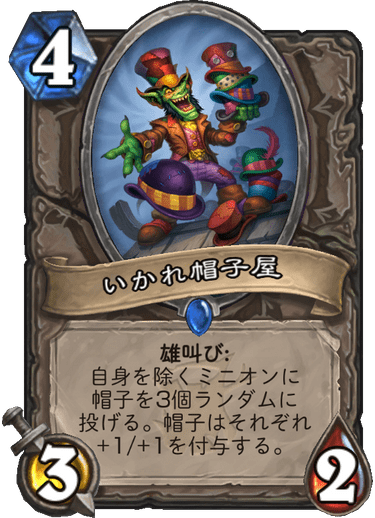 4
いかれ帽子屋
雄叫び:
自身を除くミニオンに
帽子を3個ランダムに
投げる。帽子はそれぞれ
+1/+1を付与する。
3
2